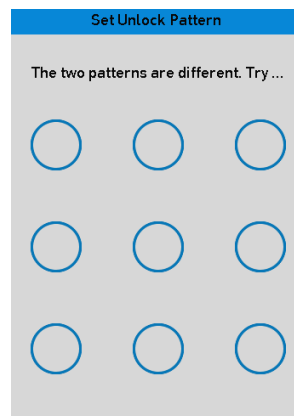 Set Unlock Pattern
The two patterns are different. Try ...